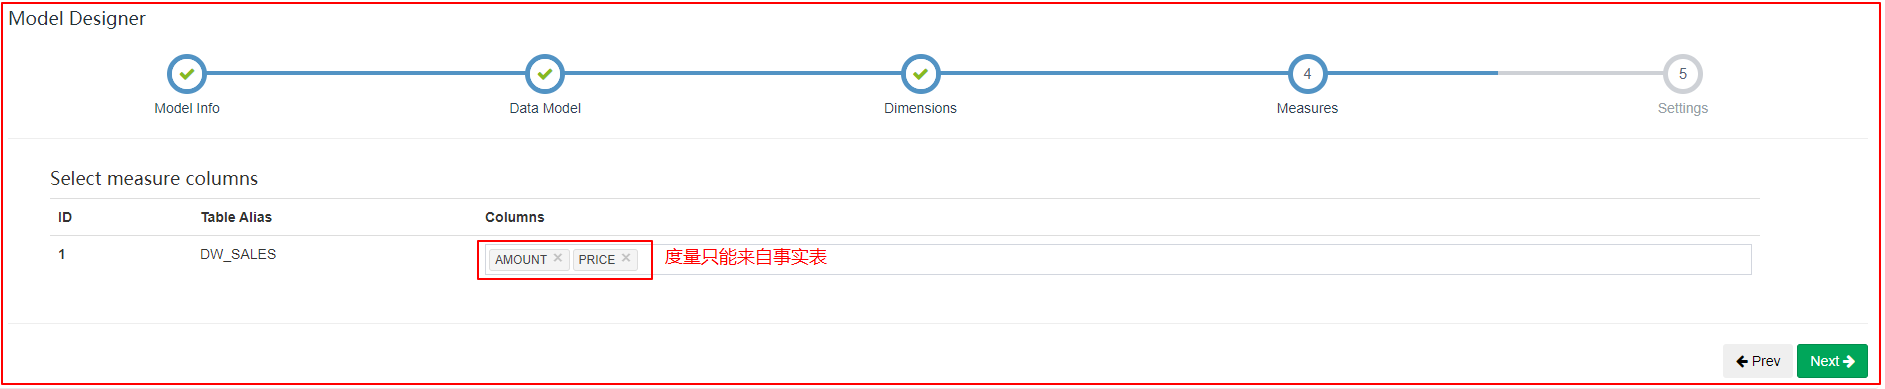 Model Designer
4
5
Model Info
Data Model
Dimensions
Measures
Settings
Select measure columns
ID Table Alias Columns
1 DW_SALES AMOUNT × PRICE × 度量只能来自事实表
Prev Next